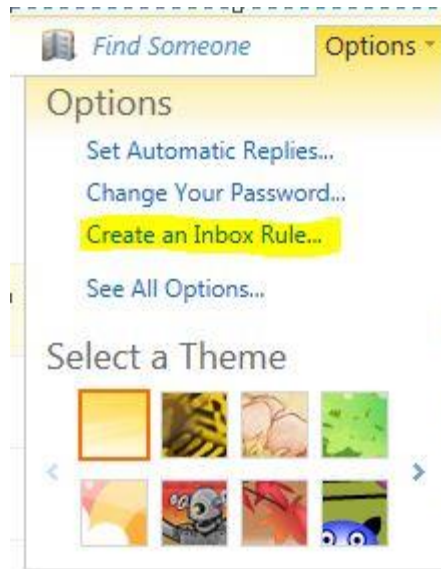 Find Someone Options
Options
Set Automatic Replies...
Change Your Password...
Create an Inbox Rule...
See All Options...
Select a Theme